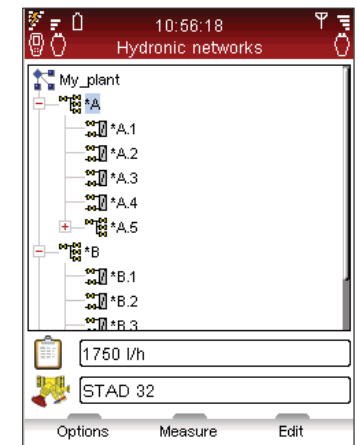 10:56:18
Hydronic networks
My_plant
*A
*A.1
*A.2
*A.3
*A.4
*A.5
*B
*B.1
*B.2
*B.3
1750 l/h
STAD 32
Options Measure Edit